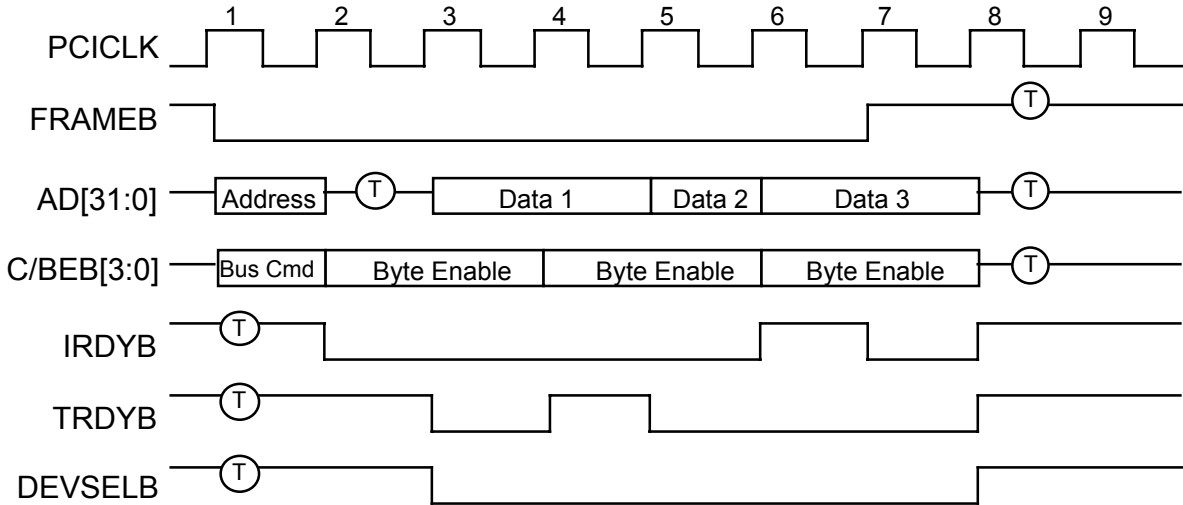 1 2 3 4 5 6 7 8 9
PCICLK
FRAMEB T
AD[31:0] Address T Data 1 Data 2 Data 3 T
C/BEB[3:0] Bus Cmd Byte Enable Byte Enable Byte Enable T
IRDYB T
TRDYB T
DEVSELB T